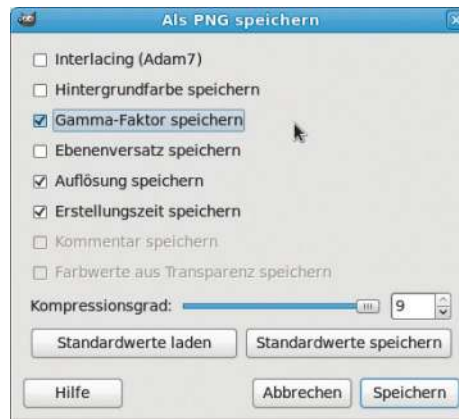 Als PNG speichern
Interlacing (Adam7)
Hintergrundfarbe speichern
Gamma-Faktor speichern
Ebenenversatz speichern
Auflösung speichern
Erstellungszeit speichern
Kommentar speichern
Farbwerte aus Transparenz speichern
Kompressionsgrad: 9
Standardwerte laden Standardwerte speichern
Hilfe Abbrechen Speichern